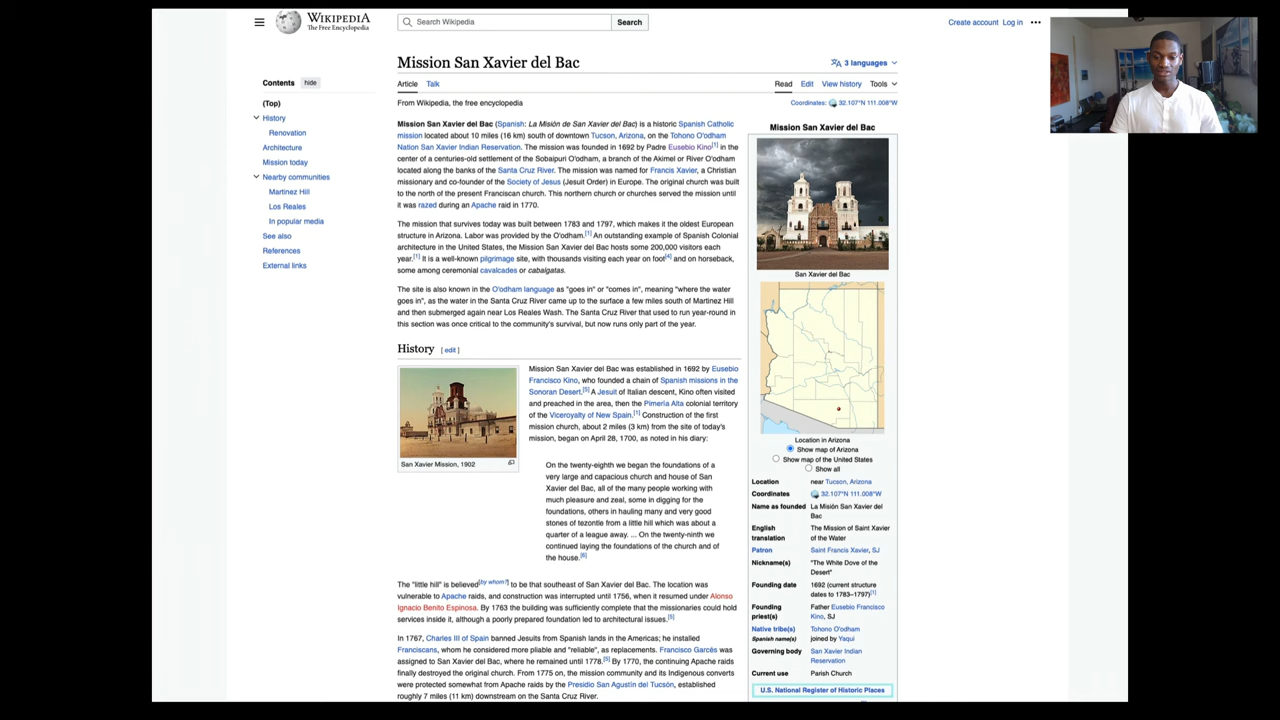 WIKIPEDIA
The Free Encyclopedia
Search Wikipedia
Search
Create account Log in
Contents hide
(Top)
History
Renovation
Architecture
Mission today
Nearby communities
Martinez Hill
Los Reales
In popular media
See also
References
External links
Mission San Xavier del Bac
3 languages
Article Talk
Read Edit View history Tools
From Wikipedia, the free encyclopedia
Coordinates: 32.107°N 111.008°W
Mission San Xavier del Bac (Spanish: La Misión de San Xavier del Bac) is a historic Spanish Catholic
mission located about 10 miles (16 km) south of downtown Tucson, Arizona, on the Tohono O'odham
Nation San Xavier Indian Reservation. The mission was founded in 1692 by Padre Eusebio Kino[1] in the
center of a centuries-old settlement of the Sobaipuri O'odham, a branch of the Akimel or River O'odham
located along the banks of the Santa Cruz River. The mission was named for Francis Xavier, a Christian
missionary and co-founder of the Society of Jesus (Jesuit Order) in Europe. The original church was built
to the north of the present Franciscan church. This northern church or churches served the mission until
it was razed during an Apache raid in 1770.
The mission that survives today was built between 1783 and 1797, which makes it the oldest European
structure in Arizona. Labor was provided by the O'odham.[1] An outstanding example of Spanish Colonial
architecture in the United States, the Mission San Xavier del Bac hosts some 200,000 visitors each
year.[1] It is a well-known pilgrimage site, with thousands visiting each year on foot[4] and on horseback,
some among ceremonial cavalcades or cabalgatas.
The site is also known in the O'odham language as "goes in" or "comes in", meaning "where the water
goes in", as the water in the Santa Cruz River came up to the surface a few miles south of Martinez Hill
and then submerged again near Los Reales Wash. The Santa Cruz River that used to run year-round in
this section was once critical to the community's survival, but now runs only part of the year.
History [ edit ]
San Xavier Mission, 1902
Mission San Xavier del Bac was established in 1692 by Eusebio
Francisco Kino, who founded a chain of Spanish missions in the
Sonoran Desert.[5] A Jesuit of Italian descent, Kino often visited
and preached in the area, then the Pimería Alta colonial territory
of the Viceroyalty of New Spain.[1] Construction of the first
mission church, about 2 miles (3 km) from the site of today's
mission, began on April 28, 1700, as noted in his diary:
On the twenty-eighth we began the foundations of a
very large and capacious church and house of San
Xavier del Bac, all of the many people working with
much pleasure and zeal, some in digging for the
foundations, others in hauling many and very good
stones of tezontle from a little hill which was about a
quarter of a league away. ... On the twenty-ninth we
continued laying the foundations of the church and of
the house.[6]
The "little hill" is believed[by whom?] to be that southeast of San Xavier del Bac. The location was
vulnerable to Apache raids, and construction was interrupted until 1756, when it resumed under Alonso
Ignacio Benito Espinosa. By 1763 the building was sufficiently complete that the missionaries could hold
services inside it, although a poorly prepared foundation led to architectural issues.[5]
In 1767, Charles III of Spain banned Jesuits from Spanish lands in the Americas; he installed
Franciscans, whom he considered more pliable and "reliable", as replacements. Francisco Garcés was
assigned to San Xavier del Bac, where he remained until 1778.[5] By 1770, the continuing Apache raids
finally destroyed the original church. From 1775 on, the mission community and its Indigenous converts
were protected somewhat from Apache raids by the Presidio San Agustín del Tucsón, established
roughly 7 miles (11 km) downstream on the Santa Cruz River.
Mission San Xavier del Bac
San Xavier del Bac
Location in Arizona
Show map of Arizona
Show map of the United States
Show all
Location near Tucson, Arizona
Coordinates 32.107°N 111.008°W
Name as founded La Misión San Xavier del
Bac
English The Mission of Saint Xavier
translation of the Water
Patron Saint Francis Xavier, SJ
Nickname(s) "The White Dove of the
Desert"
Founding date 1692 (current structure
dates to 1783–1797)[1]
Founding Father Eusebio Francisco
priest(s) Kino, SJ
Native tribe(s) Tohono O'odham
Spanish name(s) joined by Yaqui
Governing body San Xavier Indian
Reservation
Current use Parish Church
U.S. National Register of Historic Places